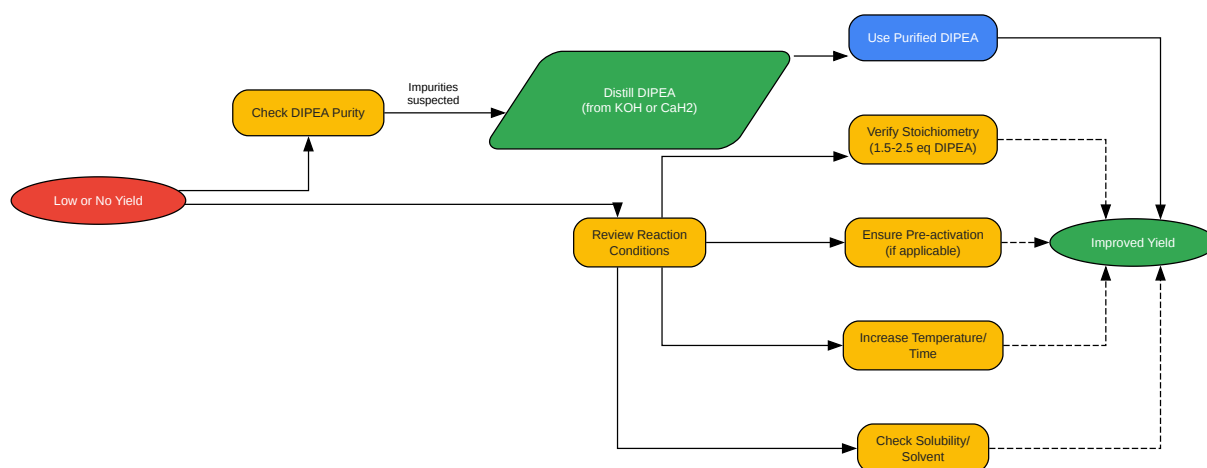 Low or No Yield
Check DIPEA Purity
Impurities
suspected
Distill DIPEA
(from KOH or CaH2)
Use Purified DIPEA
Review Reaction
Conditions
Verify Stoichiometry
(1.5-2.5 eq DIPEA)
Ensure Pre-activation
(if applicable)
Increase Temperature/
Time
Check Solubility/
Solvent
Improved Yield